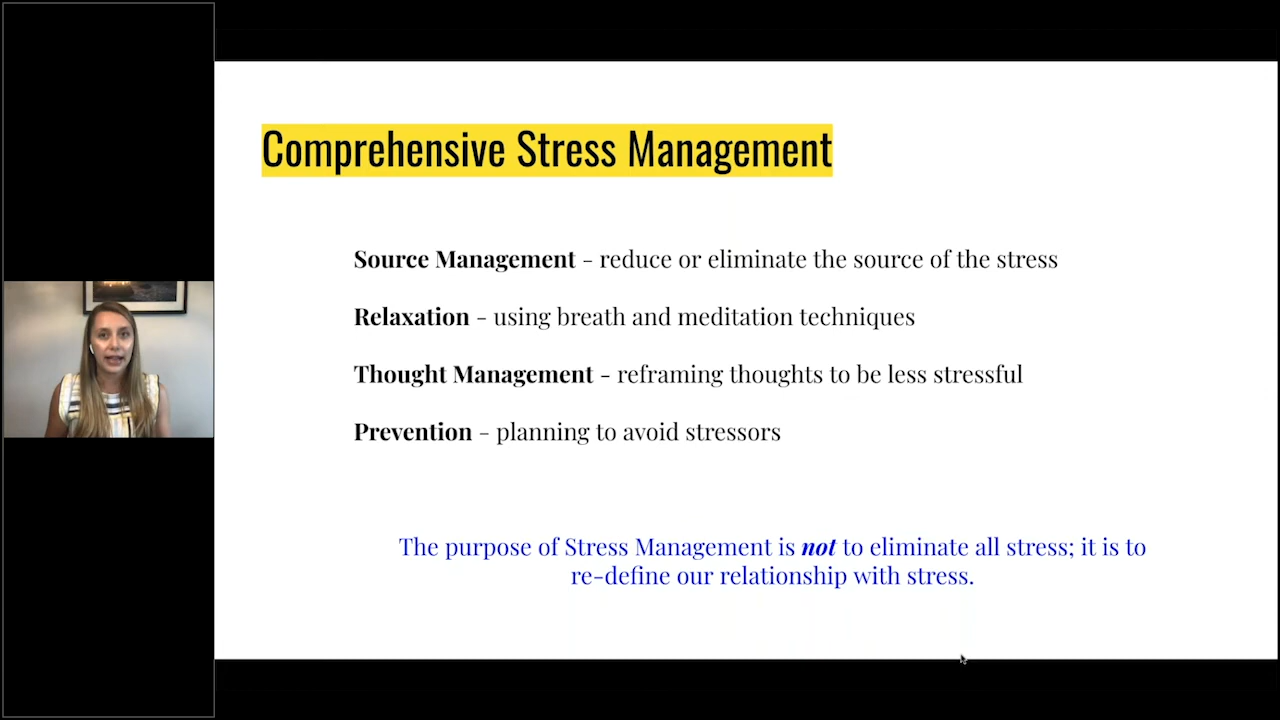 Comprehensive Stress Management
Source Management - reduce or eliminate the source of the stress
Relaxation - using breath and meditation techniques
Thought Management - reframing thoughts to be less stressful
Prevention - planning to avoid stressors
The purpose of Stress Management is not to eliminate all stress; it is to
re-define our relationship with stress.